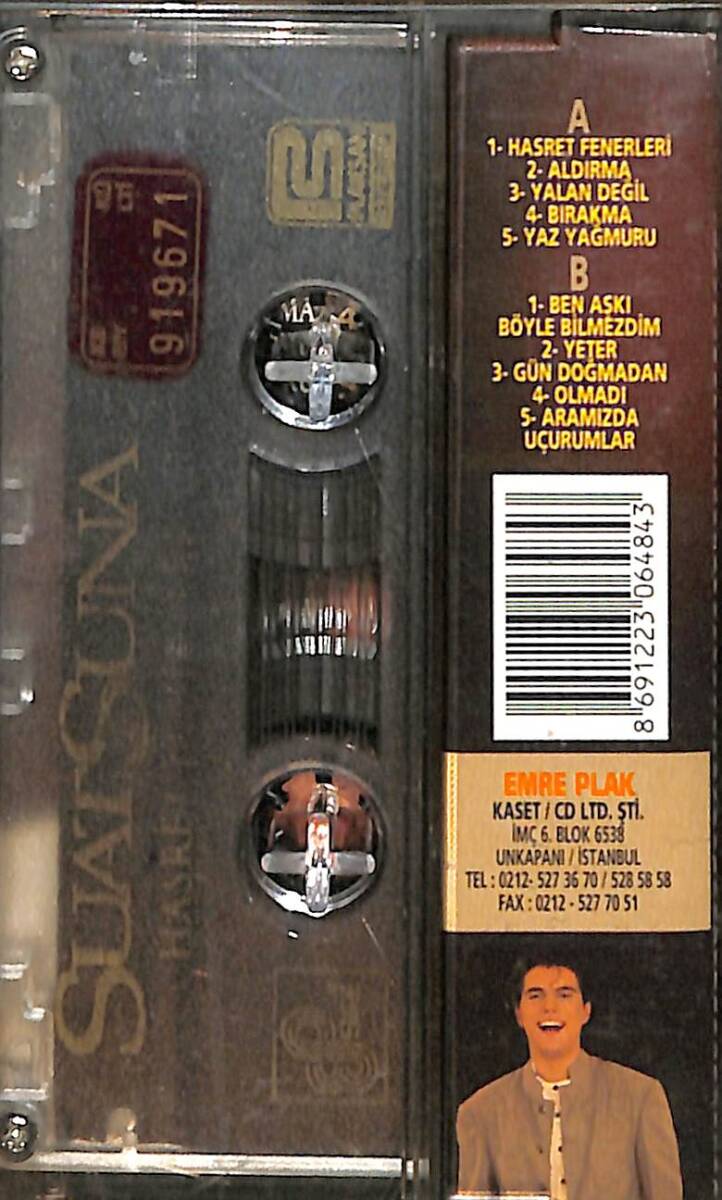 919671
SUAT SUNA
A
1- HASRET FENERLERİ
2- ALDIRMA
3- YALAN DEĞİL
4- BIRAKMA
5- YAZ YAĞMURU
B
1- BEN AŞKI
BÖYLE BİLMEZDİM
2- YETER
3- GÜN DOĞMADAN
4- OLMADI
5- ARAMIZDA
UÇURUMLAR
8 691223 064843
EMRE PLAK
KASET / CD LTD. ŞTİ.
İMÇ 6. BLOK 6538
UNKAPANI / İSTANBUL
TEL : 0212- 527 36 70 / 528 58 58
FAX : 0212 - 527 70 51